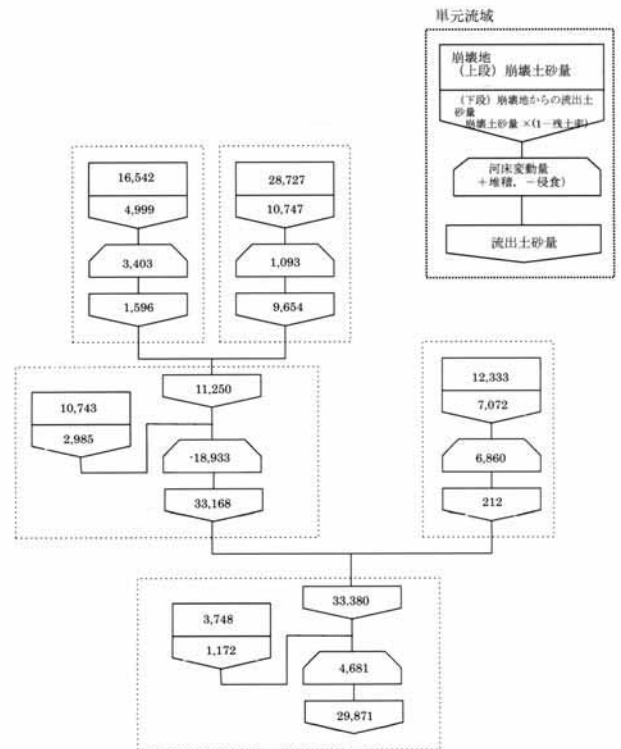 単元流域
崩壊地
(上段) 崩壊土砂量
(下段) 崩壊地からの流出土
砂量
崩壊土砂量 ×(1−残土率)
河床変動量
＋堆積，−侵食)
流出土砂量
16,542
4,999
3,403
1,596
28,727
10,747
1,093
9,654
11,250
10,743
2,985
-18,933
33,168
12,333
7,072
6,860
212
33,380
3,748
1,172
4,681
29,871